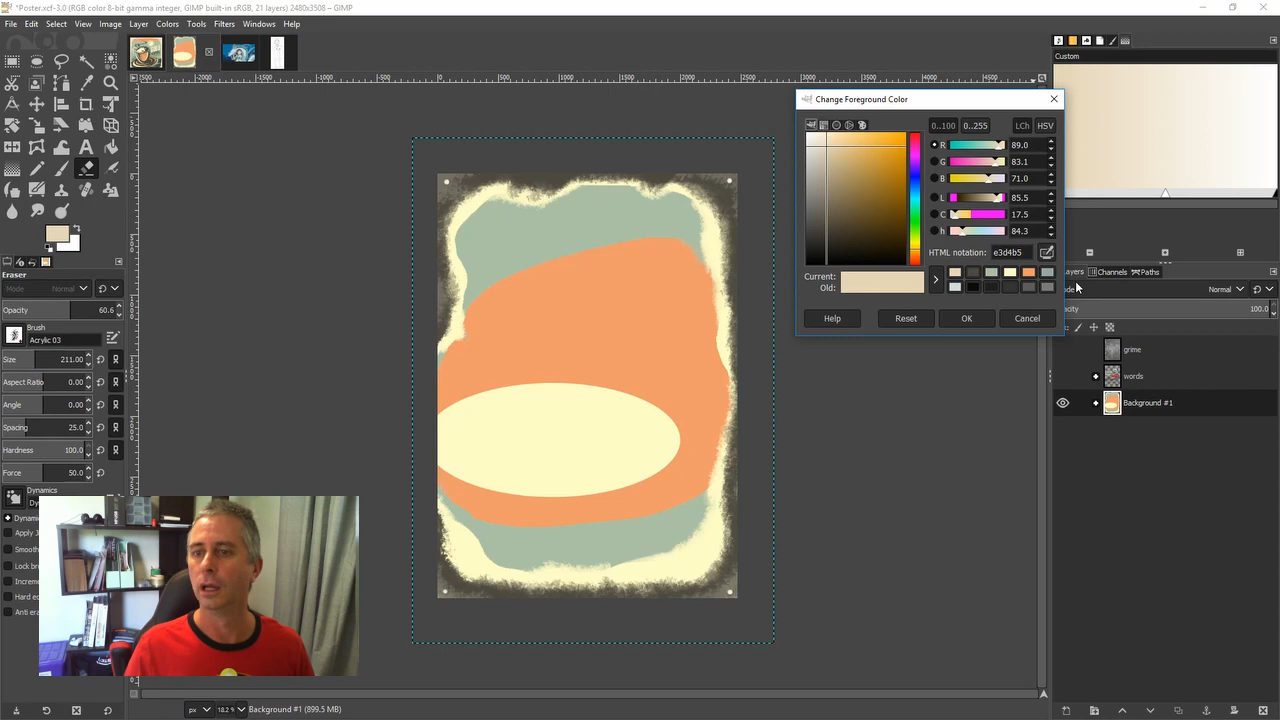 *Poster.xcf-3.0 (RGB color 8-bit gamma integer, GIMP built-in sRGB, 21 layers) 2480x3508 – GIMP
File Edit Select View Image Layer Colors Tools Filters Windows Help
Custom
Change Foreground Color
0..100 0..255 LCh HSV
R 89.0
G 83.1
B 71.0
L 85.5
C 17.5
h 84.3
HTML notation: e3d4b5
Current:
Old:
Help Reset OK Cancel
Channels Paths
Normal
100.0
grime
words
Background #1
Eraser
Mode Normal
Opacity 60.6
Brush
Acrylic 03
Size 211.00
Aspect Ratio 0.00
Angle 0.00
Spacing 25.0
Hardness 100.0
Force 50.0
Dynamics
px 18.2 % Background #1 (899.5 MB)